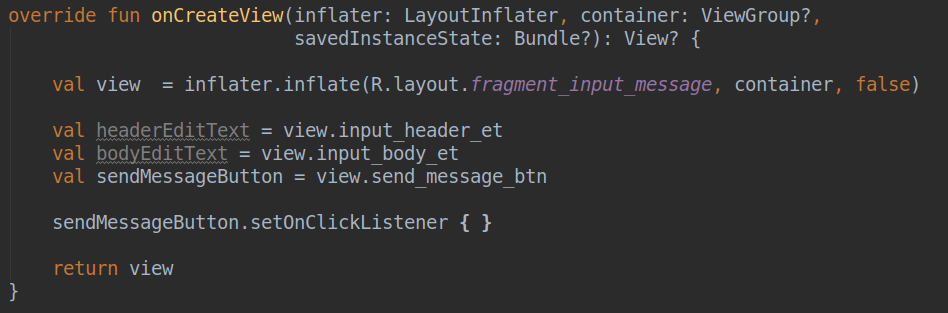 override fun onCreateView(inflater: LayoutInflater, container: ViewGroup?,
                          savedInstanceState: Bundle?): View? {

    val view  = inflater.inflate(R.layout.fragment_input_message, container, false)

    val headerEditText = view.input_header_et
    val bodyEditText = view.input_body_et
    val sendMessageButton = view.send_message_btn

    sendMessageButton.setOnClickListener { }

    return view
}